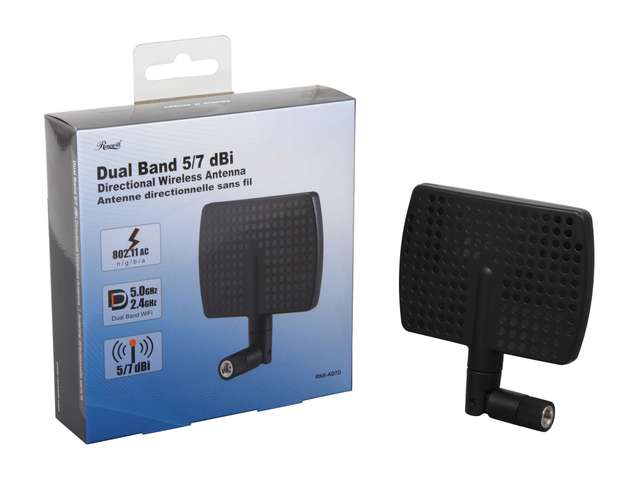 Rosewill
Dual Band 5/7 dBi
Directional Wireless Antenna
Antenne directionnelle sans fil
802.11 AC
n / g / b / a
5.0GHz
2.4GHz
Dual Band WiFi
5/7 dBi
RNX-AD7D